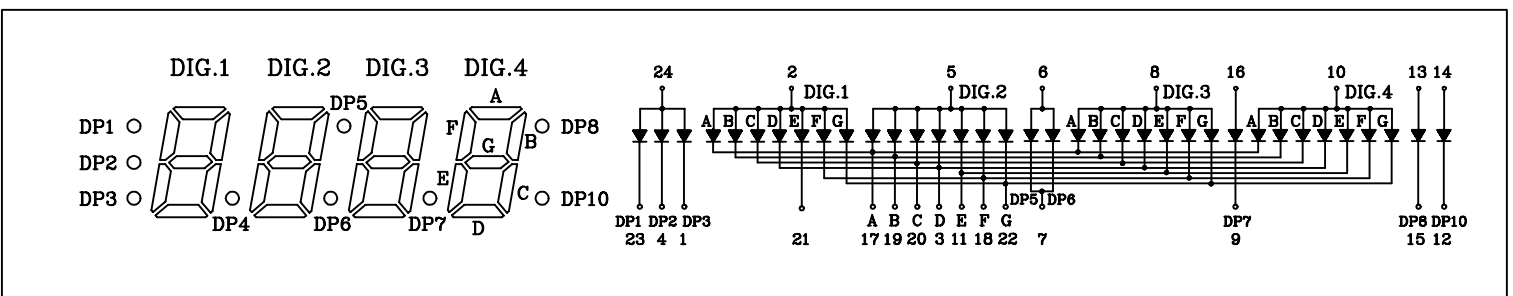 DIG.1 DIG.2 DIG.3 DIG.4
DP5
A
DP1 F B DP8
G
DP2
E
DP3 C DP10
DP4 DP6 DP7 D
24 2 5 6 8 16 10 13 14
DIG.1 DIG.2 DIG.3 DIG.4
A B C D E F G A B C D E F G A B C D E F G
DP5 DP6
DP1 DP2 DP3 A B C D E F G DP7 DP8 DP10
23 4 1 21 17 19 20 3 11 18 22 7 9 15 12